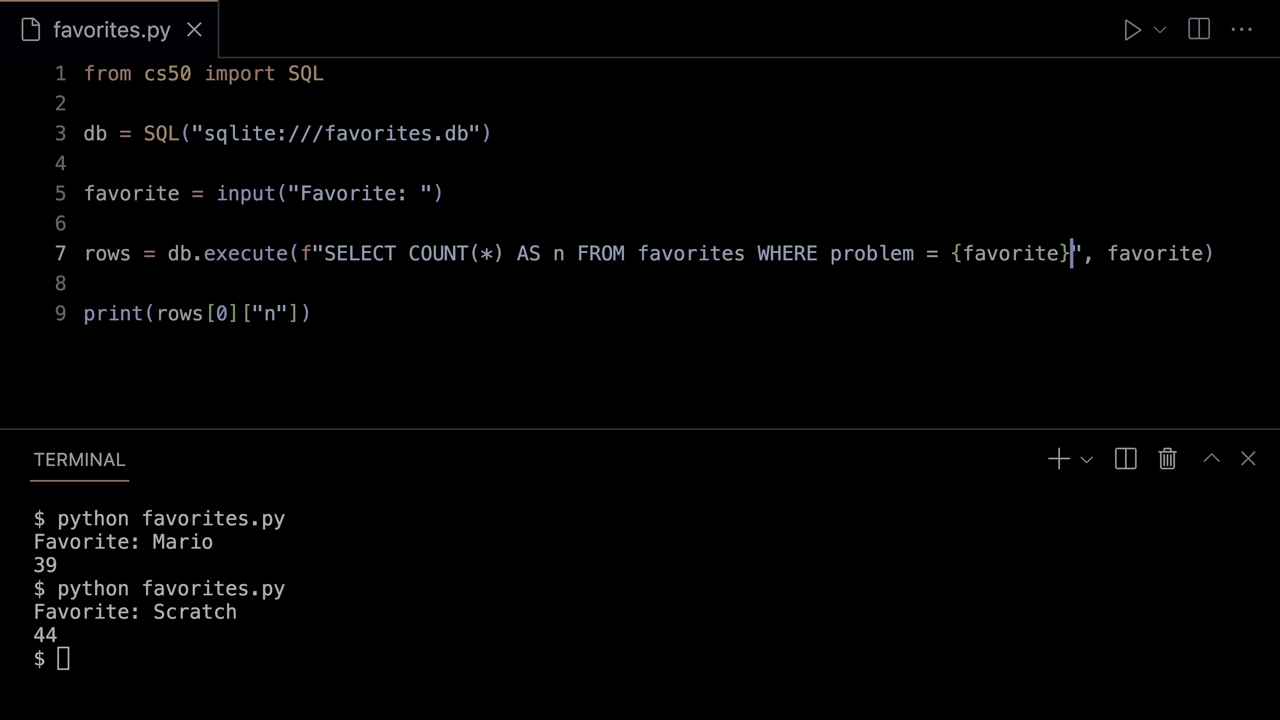 favorites.py
1 from cs50 import SQL
2
3 db = SQL("sqlite:///favorites.db")
4
5 favorite = input("Favorite: ")
6
7 rows = db.execute(f"SELECT COUNT(*) AS n FROM favorites WHERE problem = {favorite}", favorite)
8
9 print(rows[0]["n"])
TERMINAL
$ python favorites.py
Favorite: Mario
39
$ python favorites.py
Favorite: Scratch
44
$